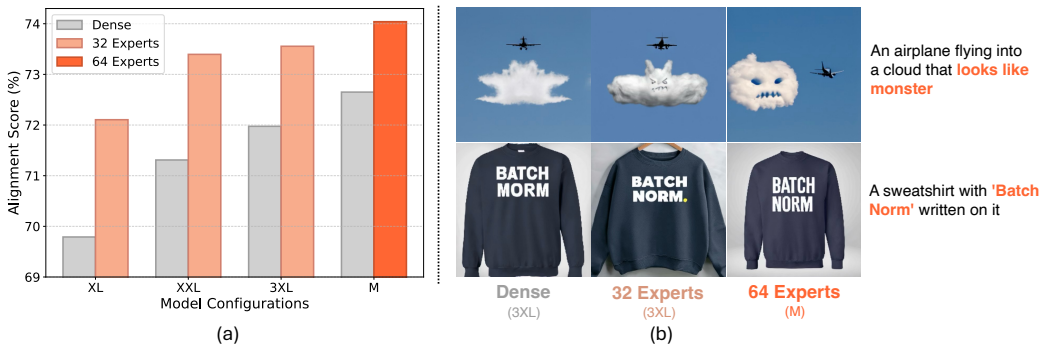 74
73
72
71
70
69
Alignment Score (%)
Dense
32 Experts
64 Experts
XL
XXL
3XL
M
Model Configurations
(a)
BATCH
MORM
BATCH
NORM.
BATCH
NORM
An airplane flying into
a cloud that looks like
monster
A sweatshirt with 'Batch
Norm' written on it
Dense
(3XL)
32 Experts
(3XL)
64 Experts
(M)
(b)